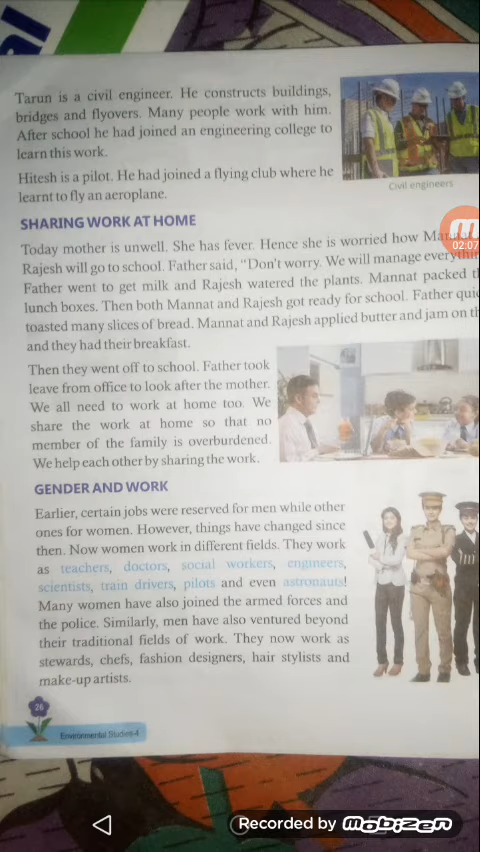 Tarun is a civil engineer. He constructs buildings,
bridges and flyovers. Many people work with him.
After school he had joined an engineering college to
learn this work.
Hitesh is a pilot. He had joined a flying club where he
learnt to fly an aeroplane.
Civil engineers
SHARING WORK AT HOME
Today mother is unwell. She has fever. Hence she is worried how
Rajesh will go to school. Father said, "Don't worry. We will manage
Father went to get milk and Rajesh watered the plants. Mannat packed
lunch boxes. Then both Mannat and Rajesh got ready for school. Father
toasted many slices of bread. Mannat and Rajesh applied butter and jam on
and they had their breakfast.
Then they went off to school. Father took
leave from office to look after the mother.
We all need to work at home too. We
share the work at home so that no
member of the family is overburdened.
We help each other by sharing the work.
GENDER AND WORK
Earlier, certain jobs were reserved for men while other
ones for women. However, things have changed since
then. Now women work in different fields. They work
as teachers, doctors, social workers, engineers,
scientists, train drivers, pilots and even astronauts!
Many women have also joined the armed forces and
the police. Similarly, men have also ventured beyond
their traditional fields of work. They now work as
stewards, chefs, fashion designers, hair stylists and
make-up artists.
26
Environmental Studies-4
02:07
Recorded by mobizen